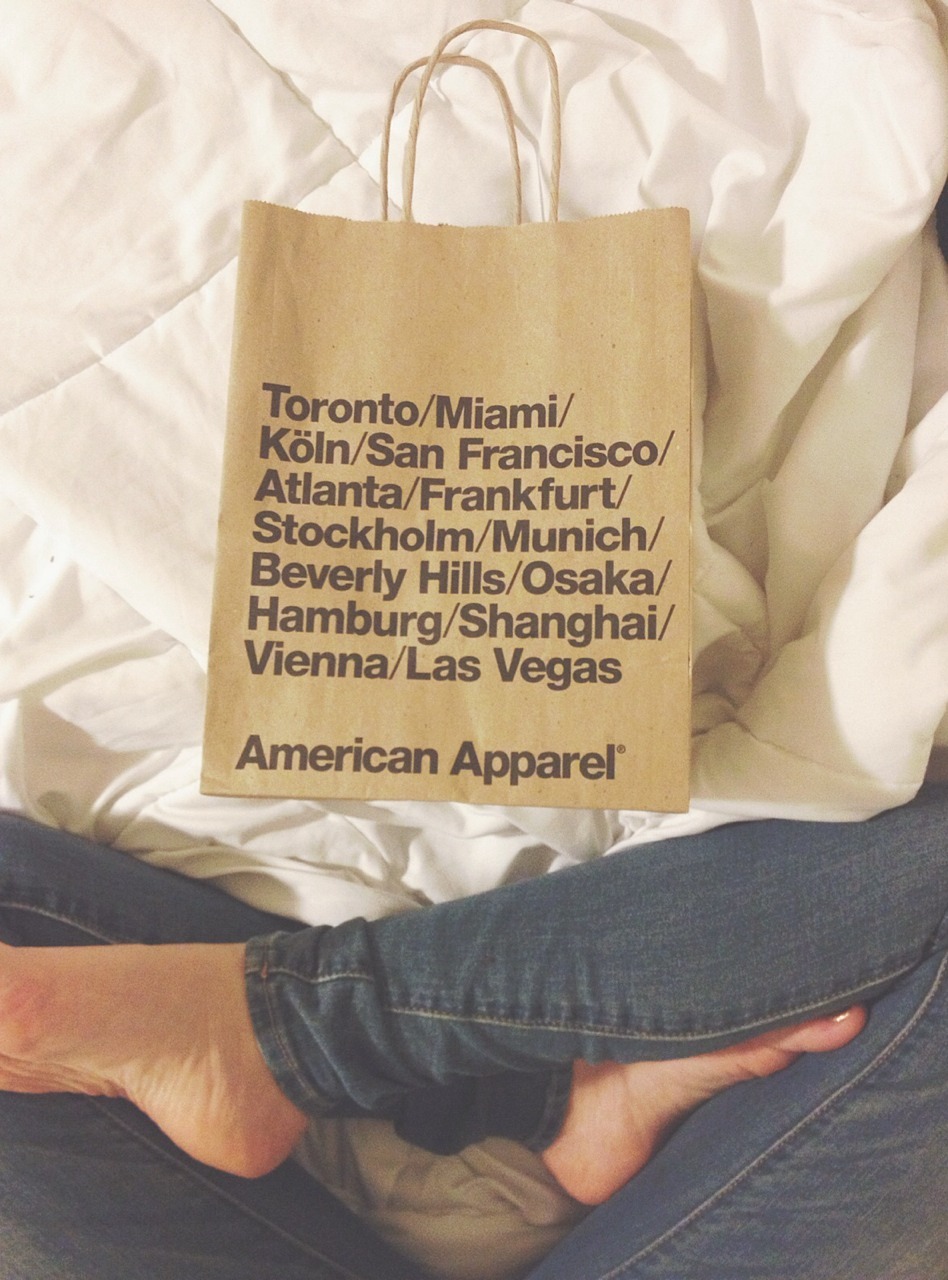 Toronto/Miami/
Köln/San Francisco/
Atlanta/Frankfurt/
Stockholm/Munich/
Beverly Hills/Osaka/
Hamburg/Shanghai/
Vienna/Las Vegas
American Apparel®